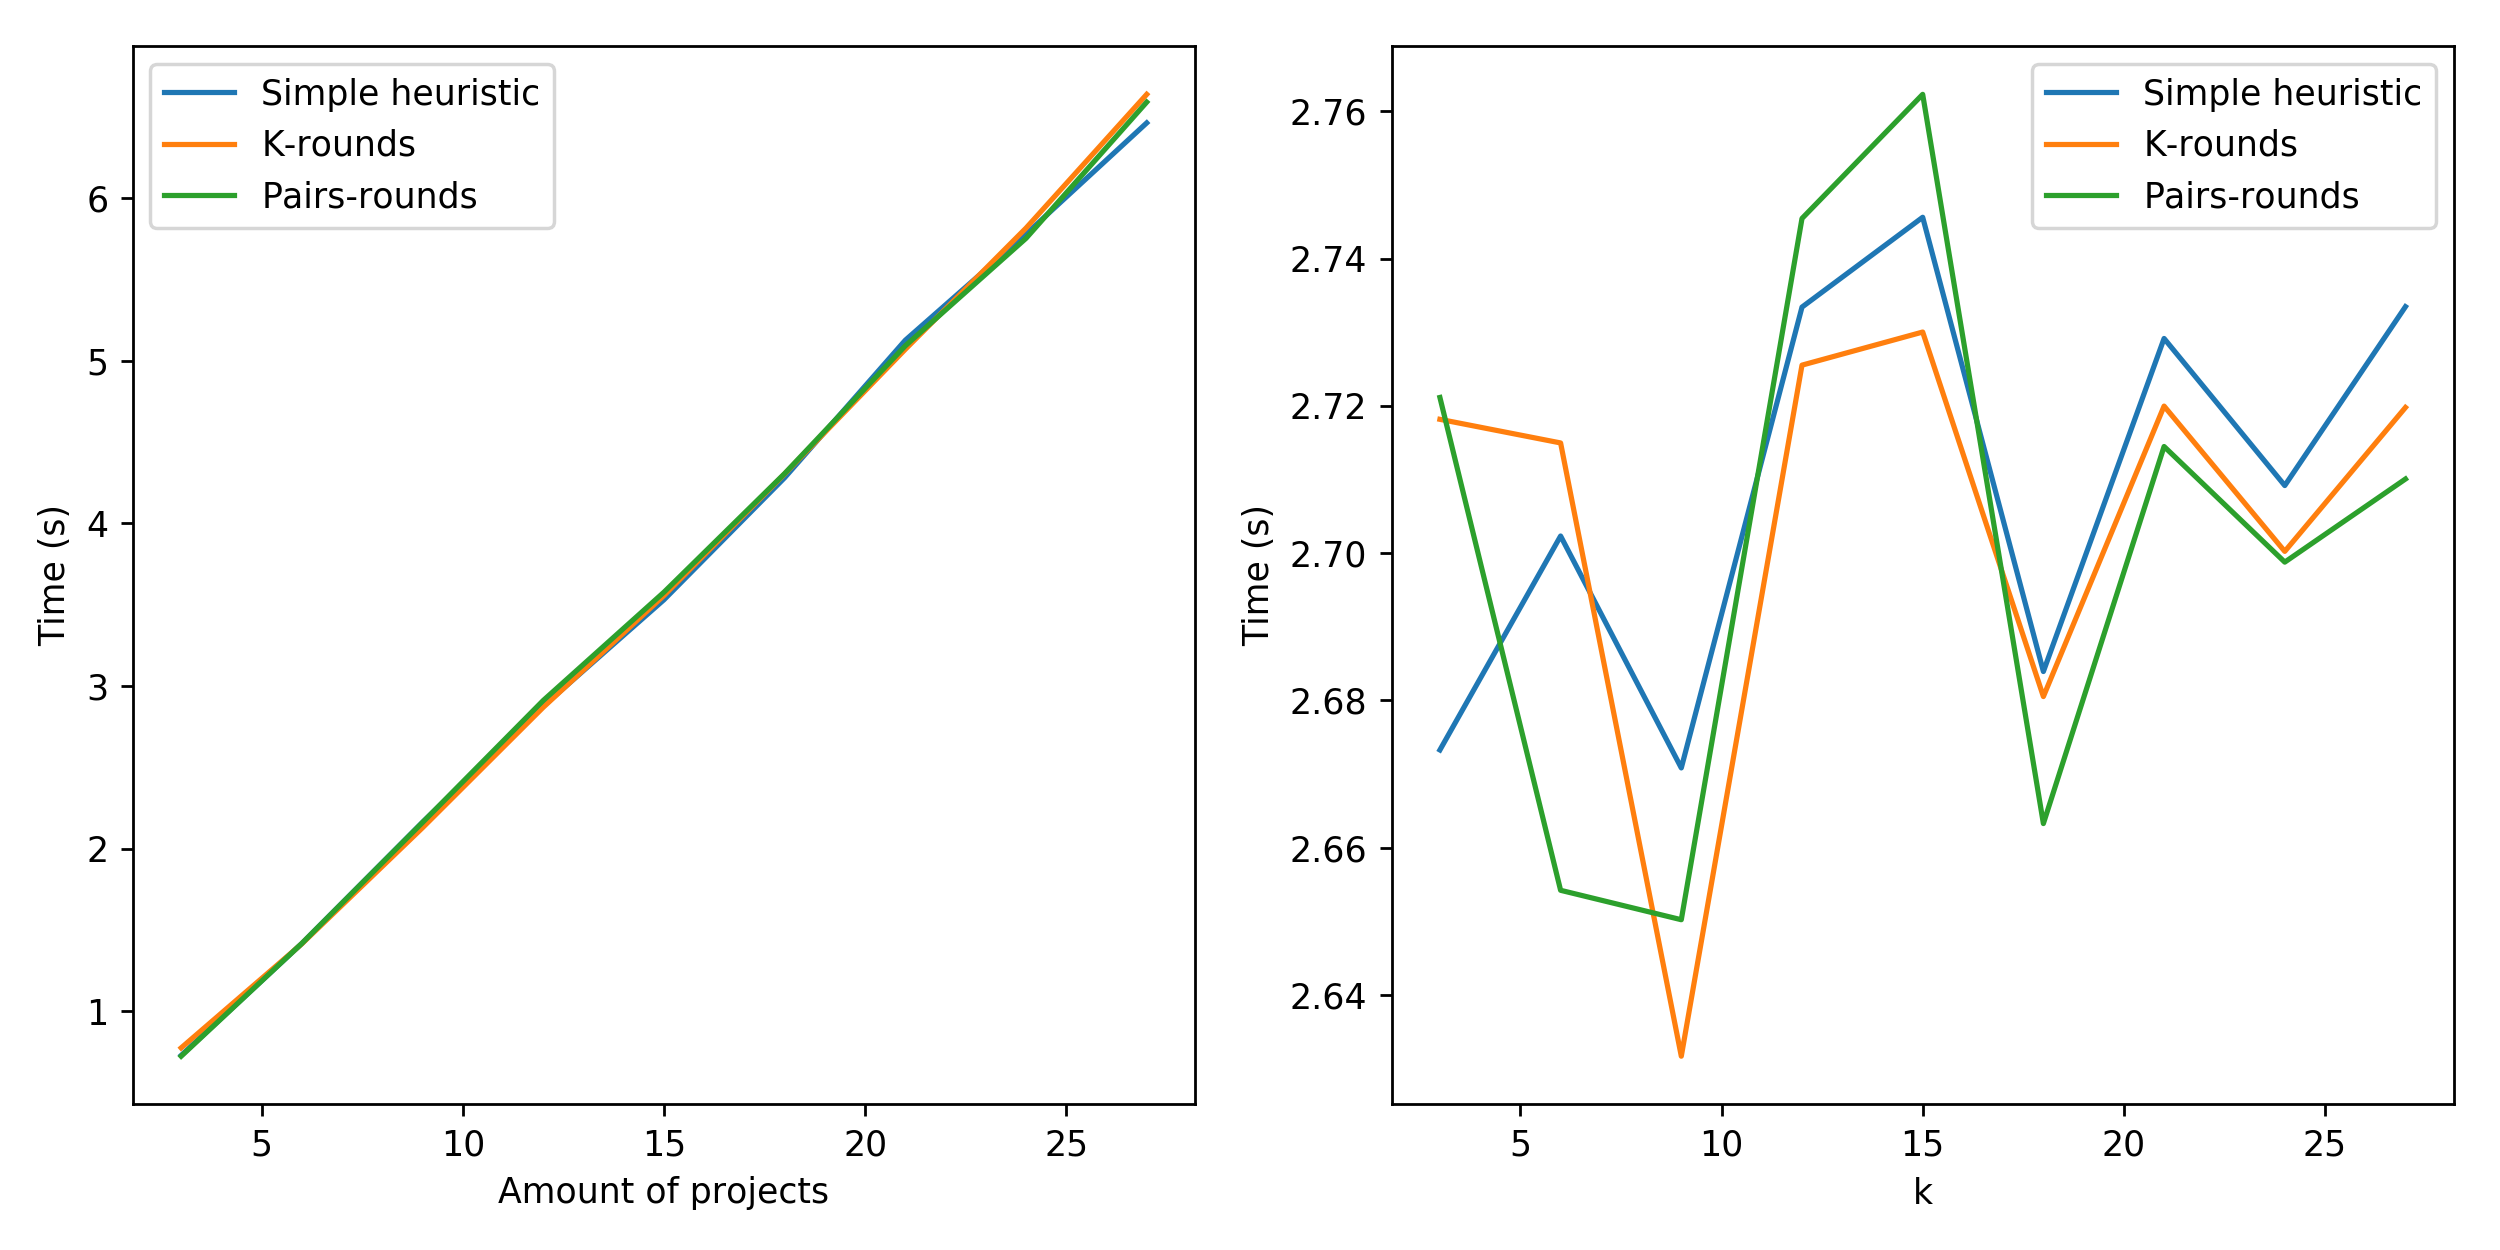 Simple heuristic
K-rounds
Pairs-rounds
6
5
4
3
2
1
Time (s)
5 10 15 20 25
Amount of projects
Simple heuristic
K-rounds
Pairs-rounds
2.76
2.74
2.72
2.70
2.68
2.66
2.64
Time (s)
5 10 15 20 25
k